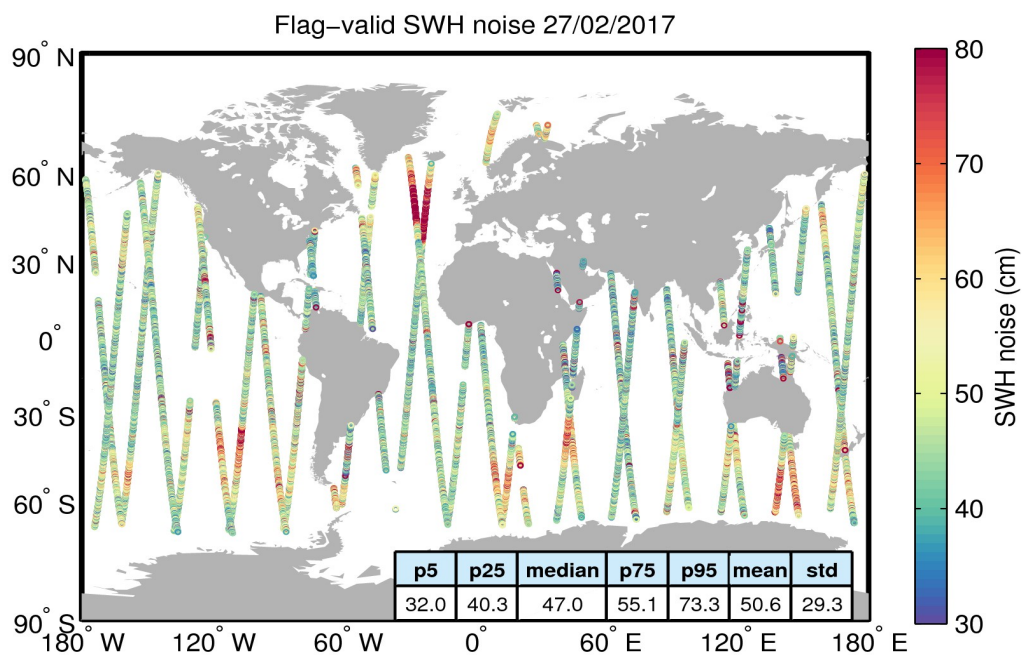 Flag−valid SWH noise 27/02/2017
90° N
60° N
30° N
0°
30° S
60° S
90° S
180° W
120° W
60° W
0°
60° E
120° E
180° E
p5 p25 median p75 p95 mean std
32.0 40.3 47.0 55.1 73.3 50.6 29.3
80
70
60
50
40
30
SWH noise (cm)